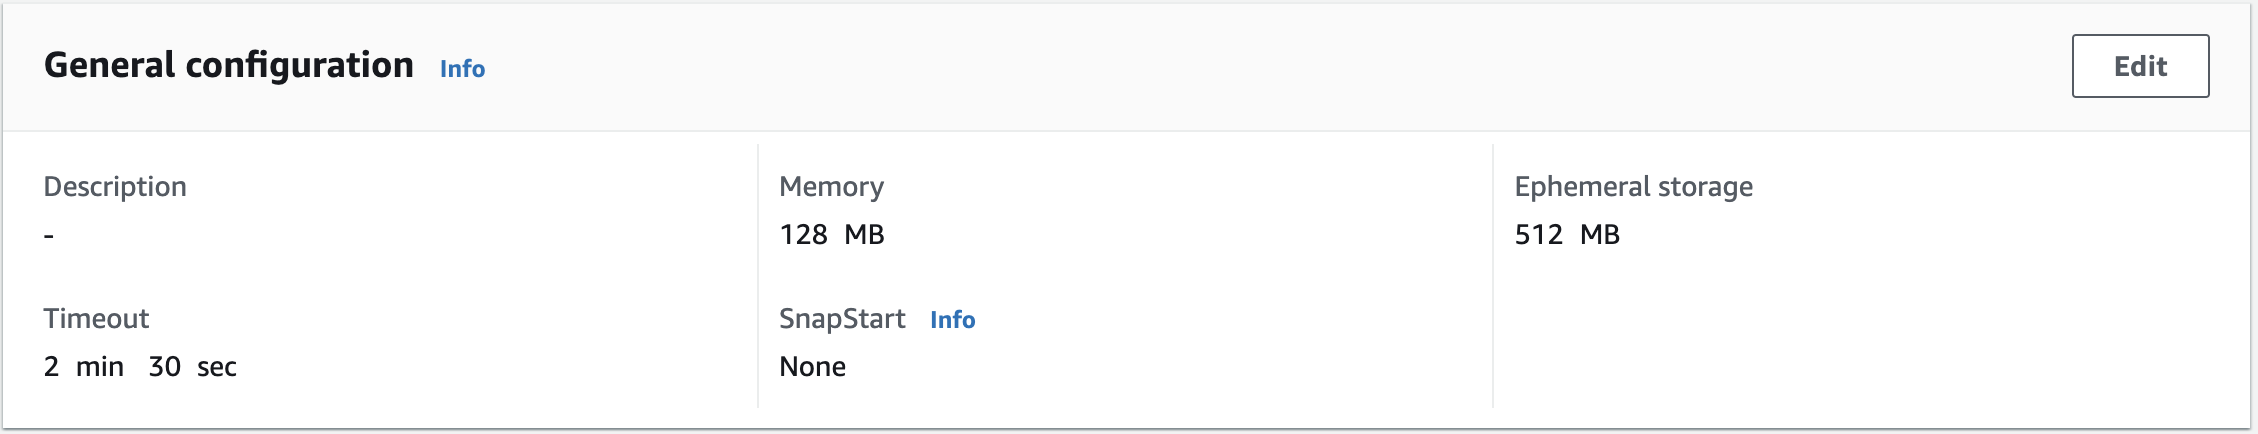 General configuration Info
Edit
Description
-
Memory
128 MB
Ephemeral storage
512 MB
Timeout
2 min 30 sec
SnapStart Info
None